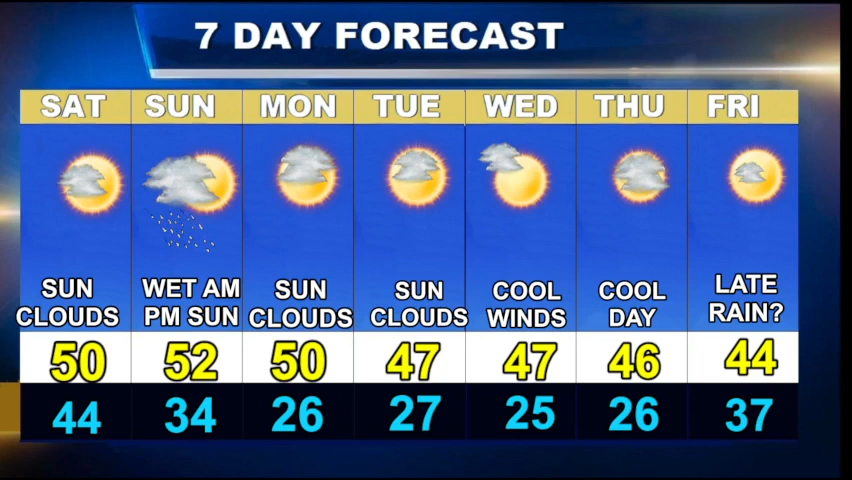 7 DAY FORECAST
SAT SUN MON TUE WED THU FRI
SUN CLOUDS
WET AM PM SUN
SUN CLOUDS
SUN CLOUDS
COOL WINDS
COOL DAY
LATE RAIN?
50 52 50 47 47 46 44
44 34 26 27 25 26 37